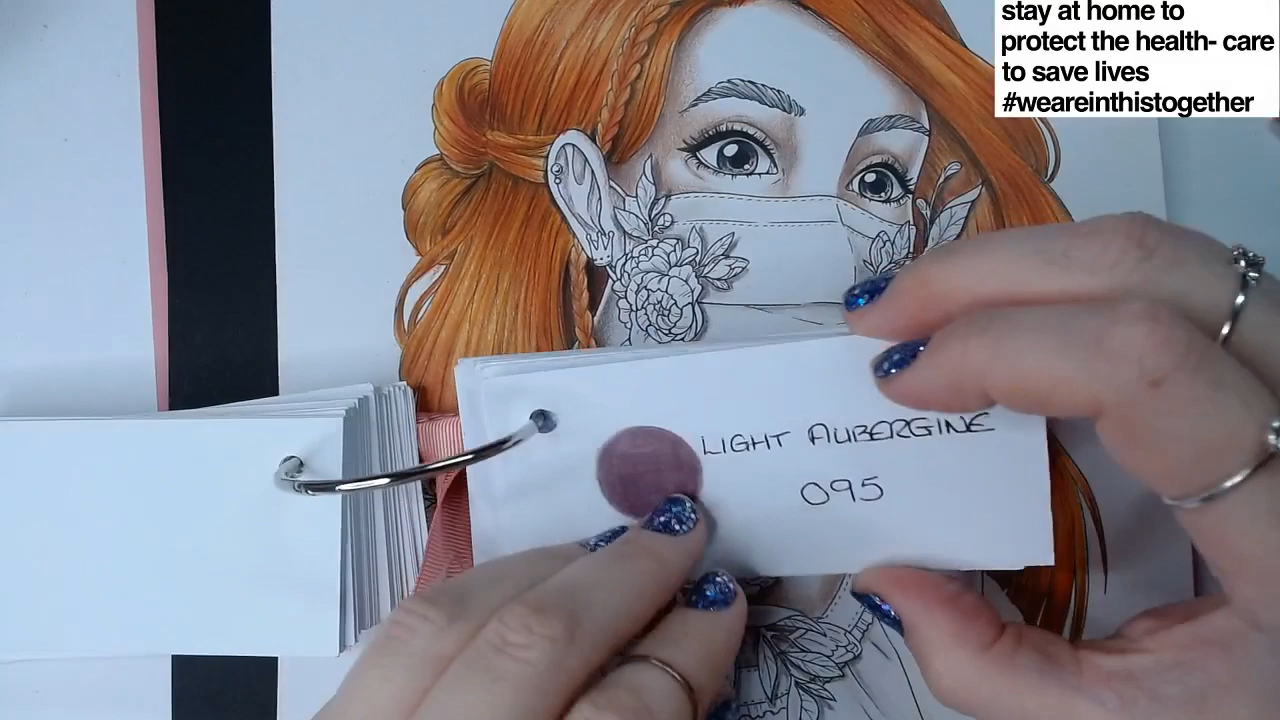 stay at home to
protect the health- care
to save lives
#weareinthistogether
LIGHT AUBERGINE
095